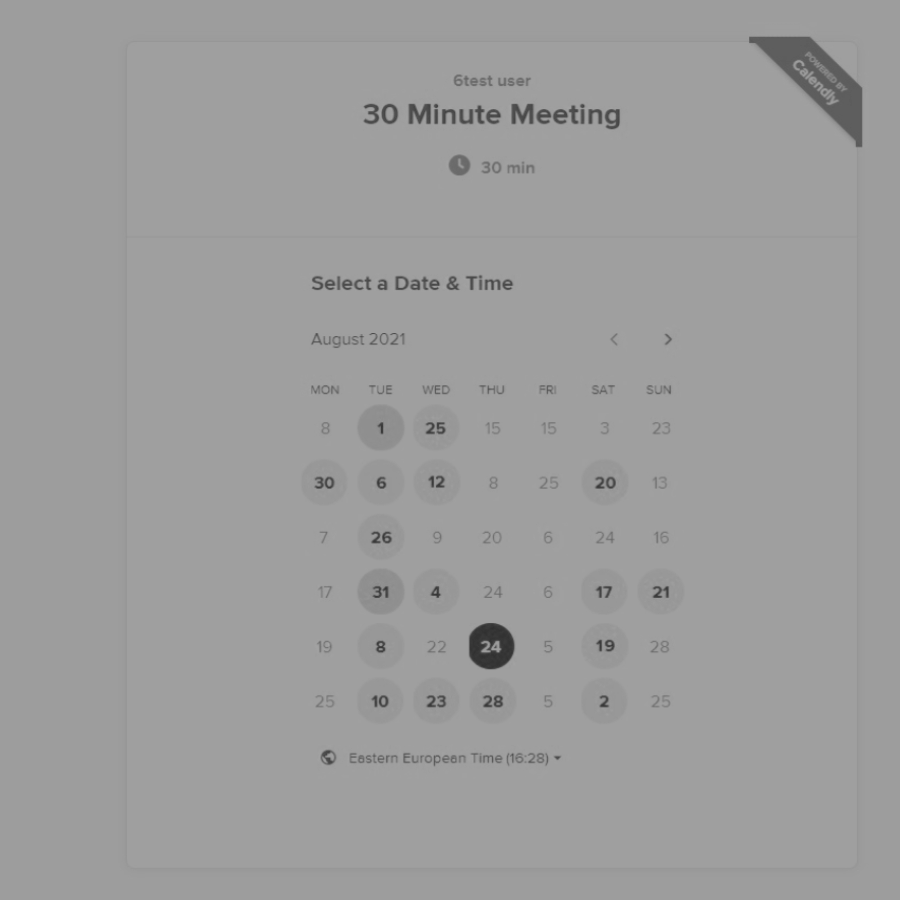 POWERED BY
Calendly
6test user
30 Minute Meeting
30 min
Select a Date & Time
August 2021
MON TUE WED THU FRI SAT SUN
8 1 25 15 15 3 23
30 6 12 8 25 20 13
7 26 9 20 6 24 16
17 31 4 24 6 17 21
19 8 22 24 5 19 28
25 10 23 28 5 2 25
Eastern European Time (16:28)